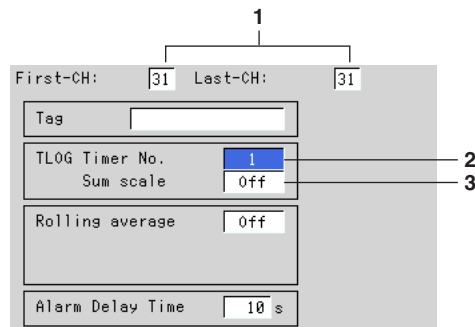 1
First-CH: 31 Last-CH: 31
Tag
TLOG Timer No. 1 2
Sum scale Off 3
Rolling average Off
Alarm Delay Time 10 s